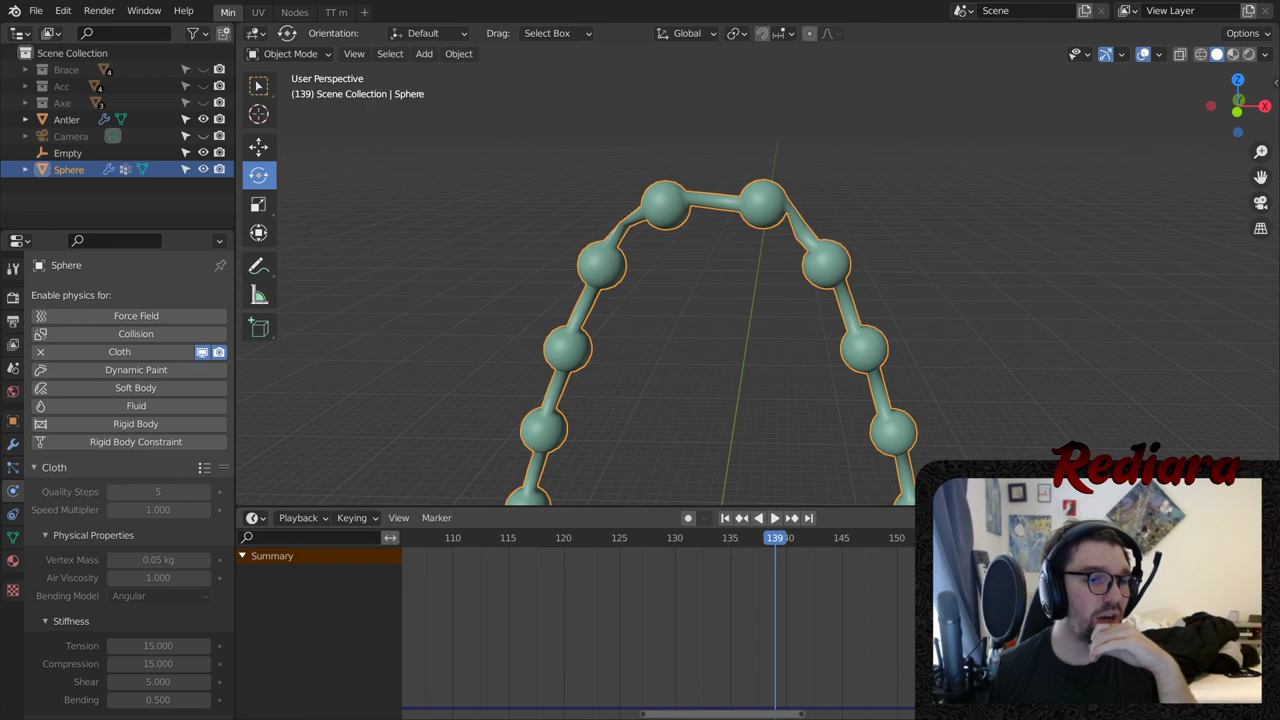 File Edit Render Window Help Min UV Nodes TT m Scene View Layer
Orientation: Default Drag: Select Box Global Options
Object Mode View Select Add Object
Scene Collection
Brace 4
Acc 4
Axe 3
Antler
Camera
Empty
Sphere
User Perspective
(139) Scene Collection | Sphere
Z
Y
X
Sphere
Enable physics for:
Force Field
Collision
Cloth
Dynamic Paint
Soft Body
Fluid
Rigid Body
Rigid Body Constraint
Cloth
Quality Steps 5
Speed Multiplier 1.000
Physical Properties
Vertex Mass 0.05 kg
Air Viscosity 1.000
Bending Model Angular
Stiffness
Tension 15.000
Compression 15.000
Shear 5.000
Bending 0.500
Playback Keying View Marker
110 115 120 125 130 135 139 145 150
Summary
Rediara